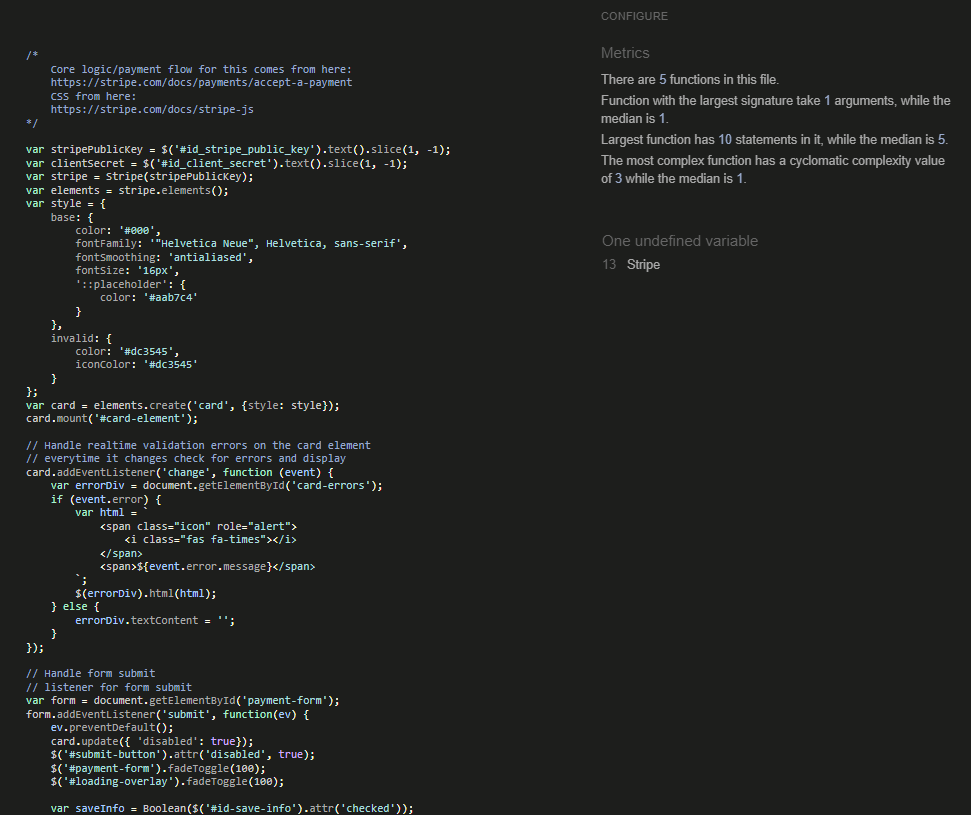 /*
    Core logic/payment flow for this comes from here:
    https://stripe.com/docs/payments/accept-a-payment
    CSS from here:
    https://stripe.com/docs/stripe-js
*/

var stripePublicKey = $('#id_stripe_public_key').text().slice(1, -1);
var clientSecret = $('#id_client_secret').text().slice(1, -1);
var stripe = Stripe(stripePublicKey);
var elements = stripe.elements();
var style = {
    base: {
        color: '#000',
        fontFamily: '"Helvetica Neue", Helvetica, sans-serif',
        fontSmoothing: 'antialiased',
        fontSize: '16px',
        '::placeholder': {
            color: '#aab7c4'
        }
    },
    invalid: {
        color: '#dc3545',
        iconColor: '#dc3545'
    }
};
var card = elements.create('card', {style: style});
card.mount('#card-element');

// Handle realtime validation errors on the card element
// everytime it changes check for errors and display
card.addEventListener('change', function (event) {
    var errorDiv = document.getElementById('card-errors');
    if (event.error) {
        var html = `
            <span class="icon" role="alert">
                <i class="fas fa-times"></i>
            </span>
            <span>${event.error.message}</span>
        `;
        $(errorDiv).html(html);
    } else {
        errorDiv.textContent = '';
    }
});

// Handle form submit
// listener for form submit
var form = document.getElementById('payment-form');
form.addEventListener('submit', function(ev) {
    ev.preventDefault();
    card.update({ 'disabled': true});
    $('#submit-button').attr('disabled', true);
    $('#payment-form').fadeToggle(100);
    $('#loading-overlay').fadeToggle(100);

    var saveInfo = Boolean($('#id-save-info').attr('checked'));
CONFIGURE
Metrics
There are 5 functions in this file.
Function with the largest signature take 1 arguments, while the
median is 1.
Largest function has 10 statements in it, while the median is 5.
The most complex function has a cyclomatic complexity value
of 3 while the median is 1.
One undefined variable
13 Stripe